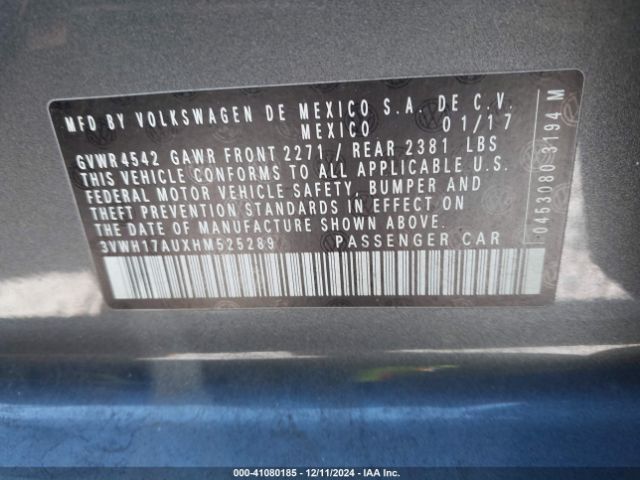 MFD BY VOLKSWAGEN DE MEXICO S.A. DE C.V.
MEXICO 01/17
GVWR4542 GAWR FRONT 2271 / REAR 2381 LBS
THIS VEHICLE CONFORMS TO ALL APPLICABLE U.S.
FEDERAL MOTOR VEHICLE SAFETY, BUMPER AND
THEFT PREVENTION STANDARDS IN EFFECT ON
THE DATE OF MANUFACTURE SHOWN ABOVE.
3VWH17AUXHM525289 PASSENGER CAR
0453080 3194 M
000-41080185 - 12/11/2024 - IAA Inc.